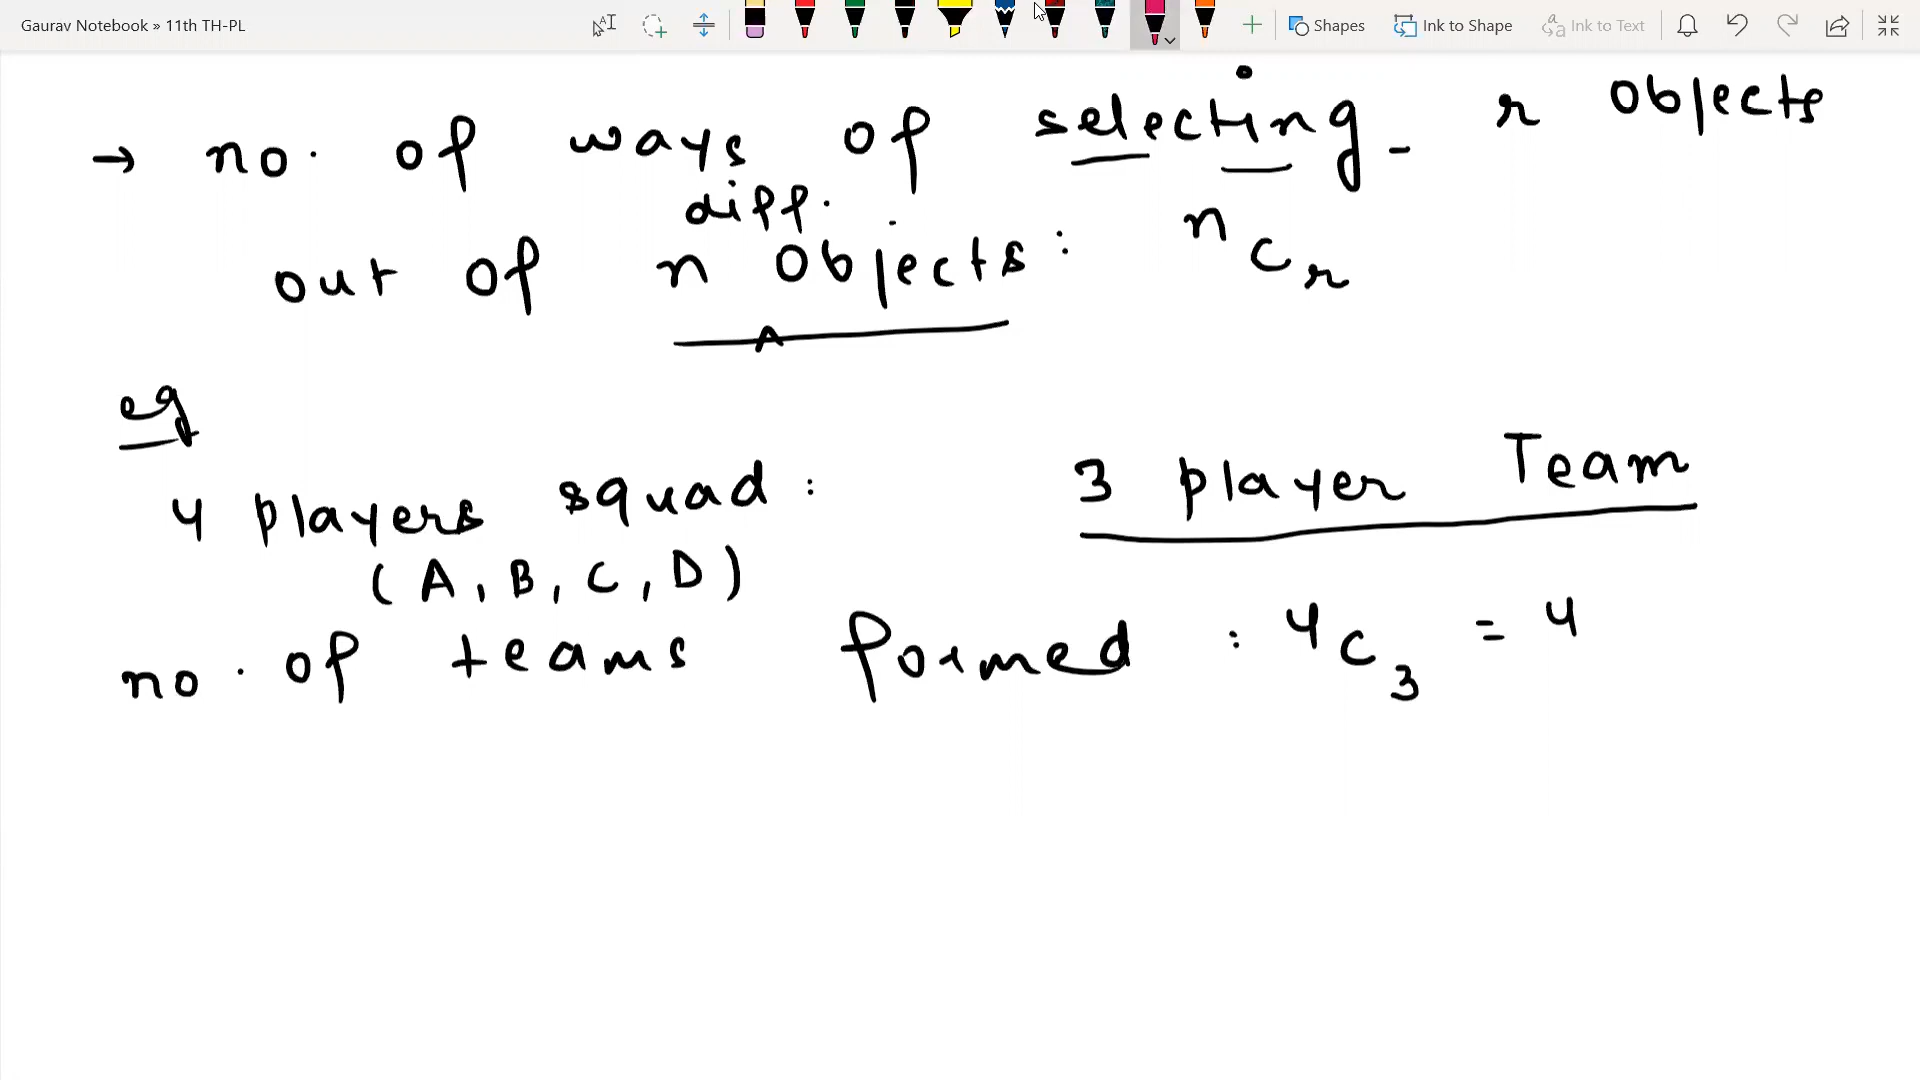 Gaurav Notebook » 11th TH-PL
Shapes Ink to Shape Ink to Text
→ no. of ways of selecting r objects
diff.
out of n objects : nCr
eg
4 players squad : 3 player Team
(A, B, C, D)
no. of teams formed : 4C3 = 4